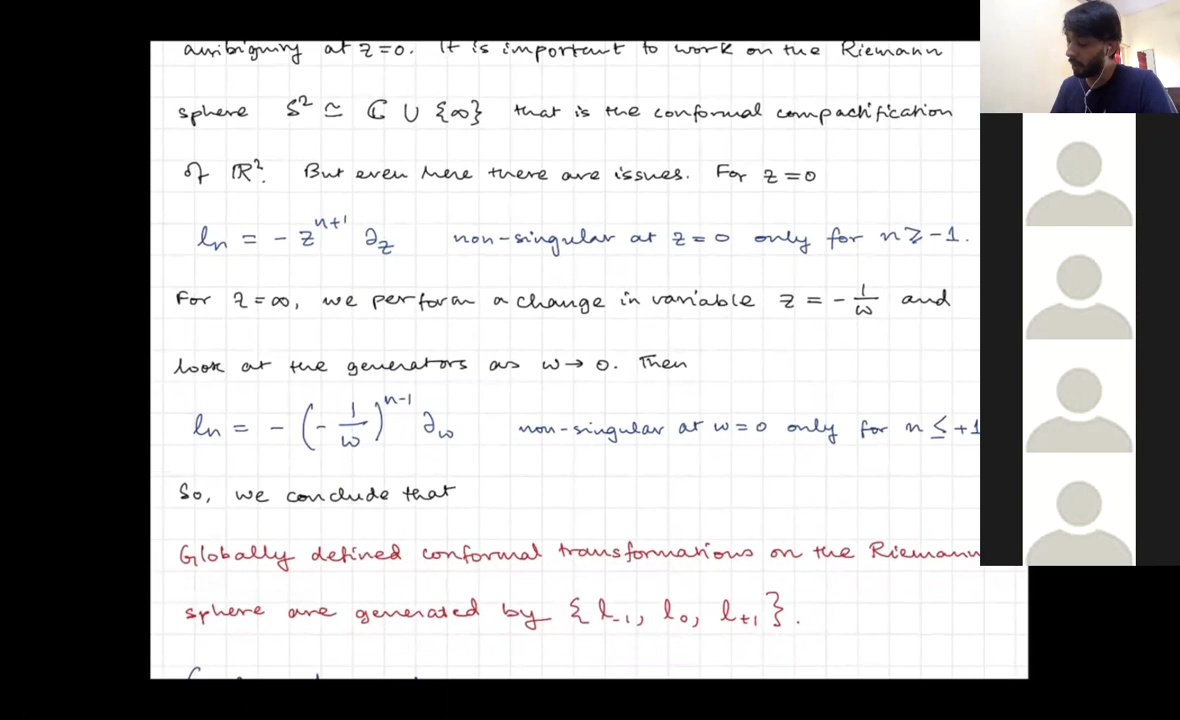 ambiguity at z=0. It is important to work on the Riemann
sphere S² ≃ ℂ ∪ {∞} that is the conformal compactification
of ℝ². But even here there are issues. For z=0
lₙ = - zⁿ⁺¹ ∂_z non-singular at z=0 only for n ≥ -1.
For z=∞, we perform a change in variable z = - 1/ω and
look at the generators as ω → 0. Then
lₙ = - (- 1/ω)ⁿ⁻¹ ∂_ω non-singular at ω=0 only for n ≤ +1
So, we conclude that
Globally defined conformal transformations on the Riemann
sphere are generated by {l₋₁, l₀, l₊₁}.